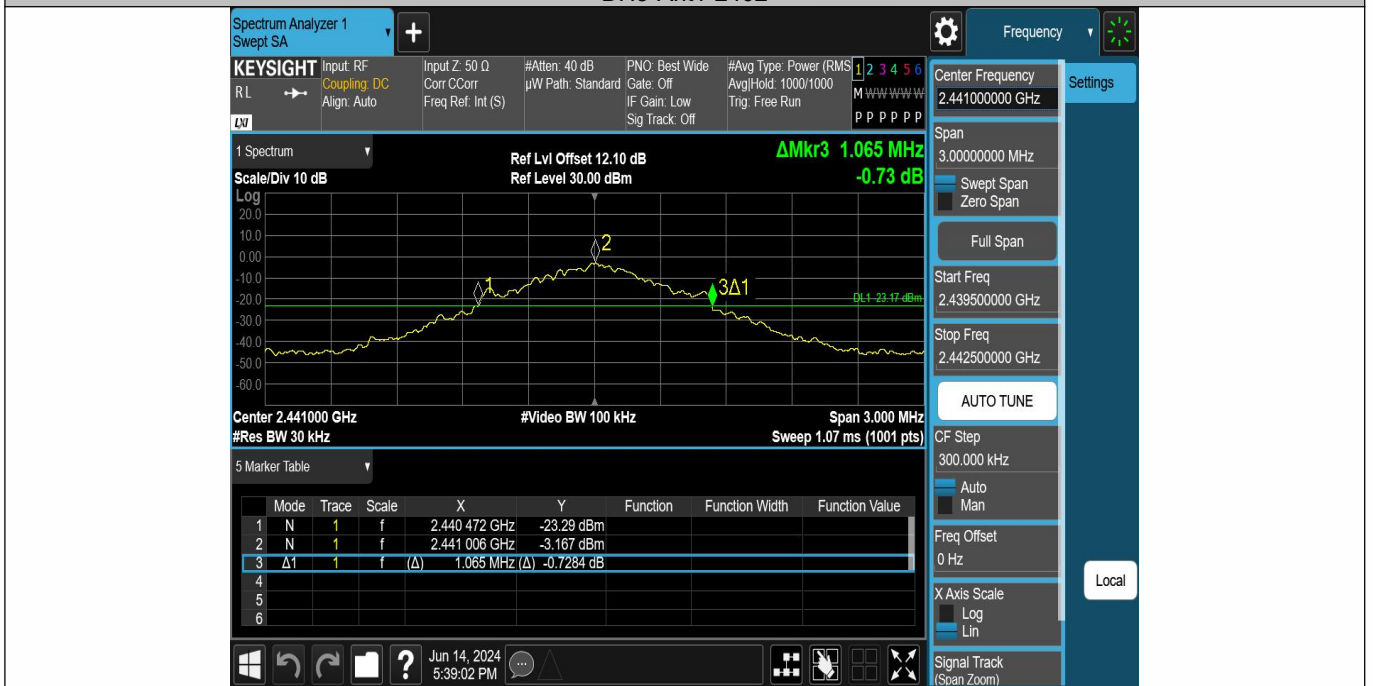 Spectrum Analyzer 1
Swept SA
+
Frequency
KEYSIGHT
RL
LXI
Input: RF
Coupling: DC
Align: Auto
Input Z: 50 Ω
Corr CCorr
Freq Ref: Int (S)
#Atten: 40 dB
µW Path: Standard
PNO: Best Wide
Gate: Off
IF Gain: Low
Sig Track: Off
#Avg Type: Power (RMS
Avg|Hold: 1000/1000
Trig: Free Run
1 2 3 4 5 6
M W W W W W
P P P P P P
1 Spectrum
Scale/Div 10 dB
Ref Lvl Offset 12.10 dB
Ref Level 30.00 dBm
ΔMkr3 1.065 MHz
-0.73 dB
Log
20.0
10.0
0.00
-10.0
-20.0
-30.0
-40.0
-50.0
-60.0
1
2
3Δ1
DL1 -23.17 dBm
Center 2.441000 GHz
#Video BW 100 kHz
Span 3.000 MHz
#Res BW 30 kHz
Sweep 1.07 ms (1001 pts)
5 Marker Table
Mode Trace Scale X Y Function Function Width Function Value
1 N 1 f 2.440 472 GHz -23.29 dBm
2 N 1 f 2.441 006 GHz -3.167 dBm
3 Δ1 1 f (Δ) 1.065 MHz (Δ) -0.7284 dB
4
5
6
Jun 14, 2024
5:39:02 PM
?
Center Frequency
2.441000000 GHz
Settings
Span
3.00000000 MHz
Swept Span
Zero Span
Full Span
Start Freq
2.439500000 GHz
Stop Freq
2.442500000 GHz
AUTO TUNE
CF Step
300.000 kHz
Auto
Man
Freq Offset
0 Hz
X Axis Scale
Log
Lin
Local
Signal Track
(Span Zoom)